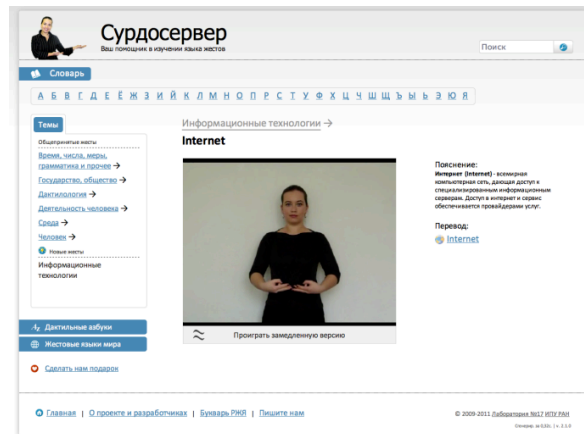 Сурдосервер
Ваш помощник в изучении языка жестов
Поиск
Словарь
А Б В Г Д Е Ё Ж З И Й К Л М Н О П Р С Т У Ф Х Ц Ч Ш Щ Ъ Ы Ь Э Ю Я
Темы
Общепринятые жесты
Время, числа, меры,
грамматика и прочее →
Государство, общество →
Дактилология →
Деятельность человека →
Среда →
Человек →
Новые жесты
Информационные
технологии
Информационные технологии →
Internet
Проиграть замедленную версию
Пояснение:
Интернет (Internet) - всемирная
компьютерная сеть, дающая доступ к
специализированным информационным
серверам. Доступ в интернет и сервис
обеспечивается провайдерами услуг.
Перевод:
Internet
Дактильные азбуки
Жестовые языки мира
Сделать нам подарок
Главная | О проекте и разработчиках | Букварь РЖЯ | Пишите нам
© 2009-2011 Лаборатория №17 ИПУ РАН